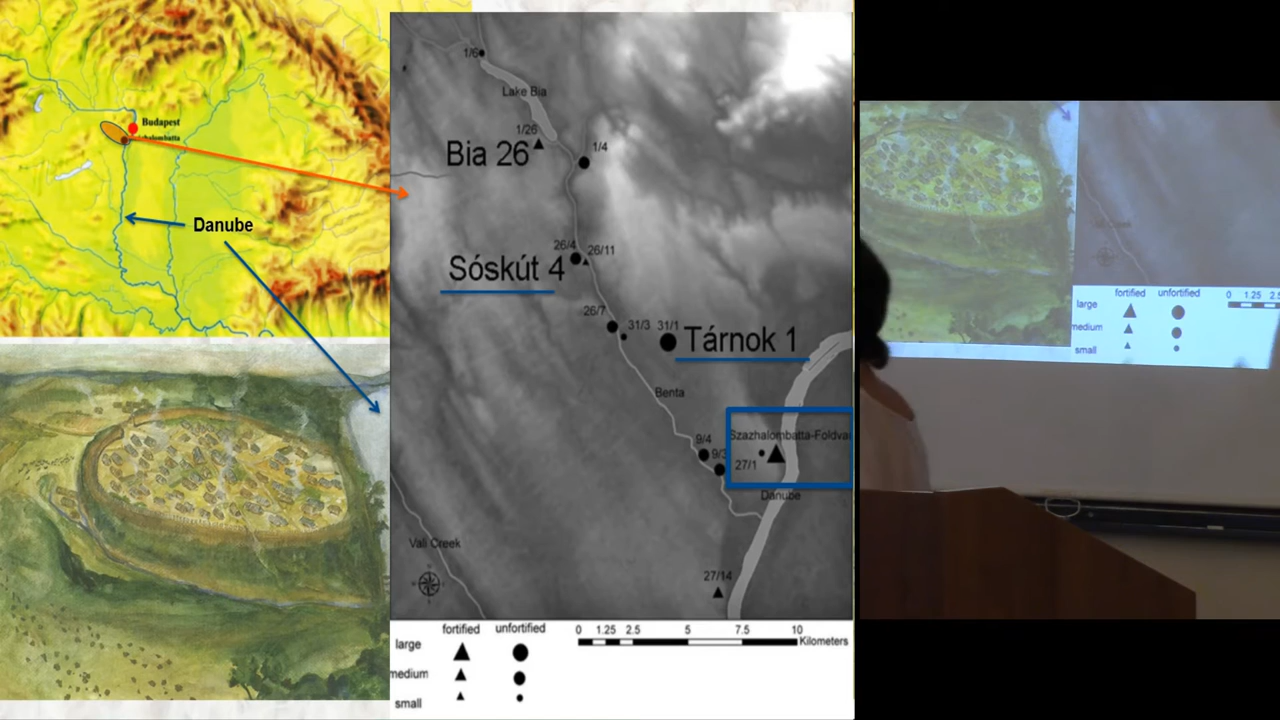 Budapest
Danube
1/6
Lake Bia
1/26
Bia 26
1/4
26/4
26/11
Sóskút 4
26/7
31/3
31/1
Tárnok 1
Benta
9/4
9/3
Szazhalombatta-Földvar
27/1
Danube
Vali Creek
27/14
fortified
unfortified
large
medium
small
0 1.25 2.5 5 7.5 10
Kilometers
fortified
unfortified
large
medium
small
0 1.25